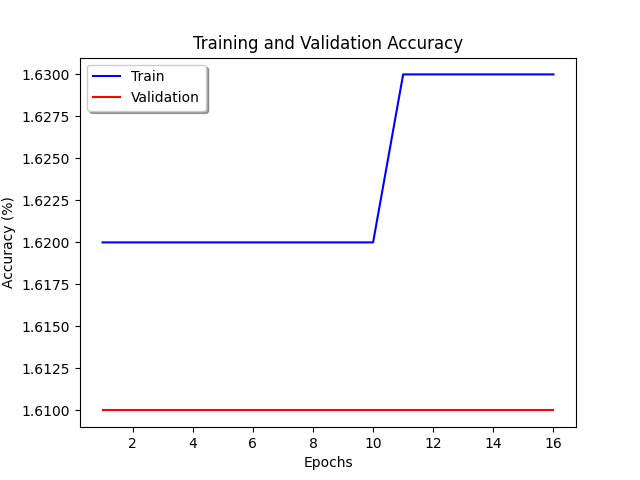 Training and Validation Accuracy
Train
Validation
1.6300
1.6275
1.6250
1.6225
1.6200
1.6175
1.6150
1.6125
1.6100
Accuracy (%)
2 4 6 8 10 12 14 16
Epochs